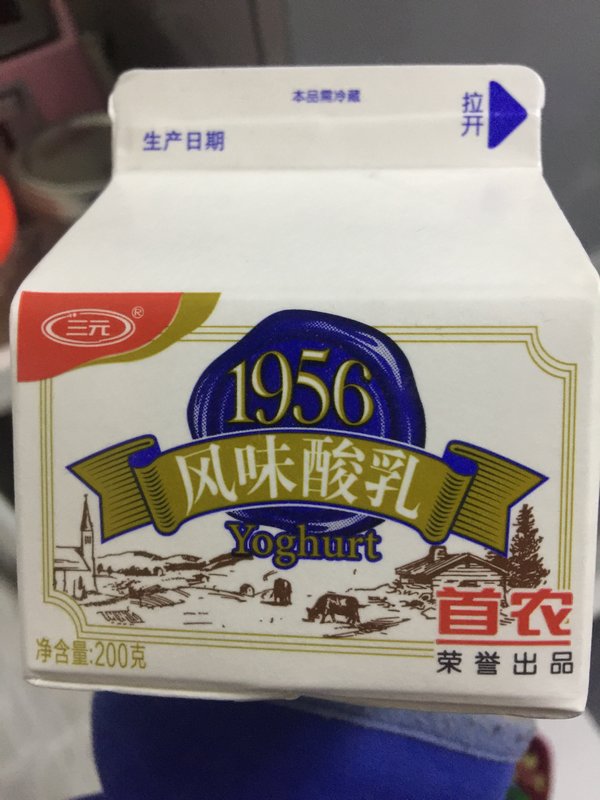 本品需冷藏
拉开
生产日期
三元®
1956
风味酸乳
Yoghurt
首农
荣誉出品
净含量:200克